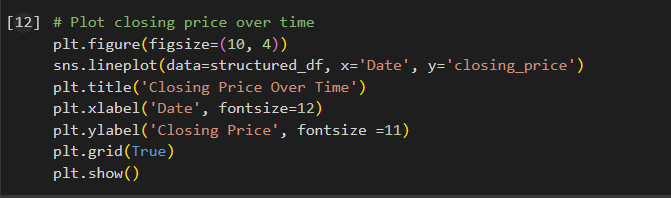 [12] # Plot closing price over time
plt.figure(figsize=(10, 4))
sns.lineplot(data=structured_df, x='Date', y='closing_price')
plt.title('Closing Price Over Time')
plt.xlabel('Date', fontsize=12)
plt.ylabel('Closing Price', fontsize =11)
plt.grid(True)
plt.show()